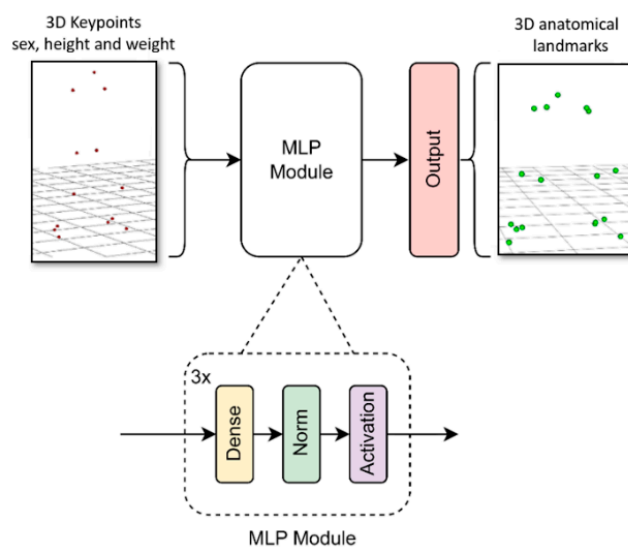 3D Keypoints
sex, height and weight
3D anatomical
landmarks
MLP
Module
Output
3x
Dense
Norm
Activation
MLP Module